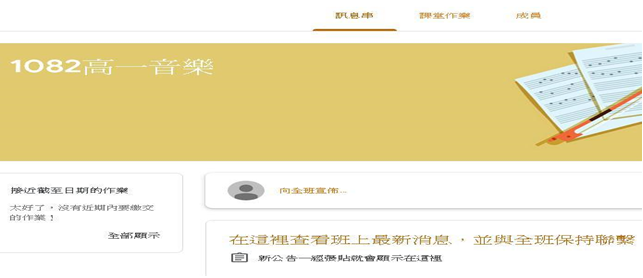 訊息串
課堂作業
成員
1082高一音樂
接近截至日期的作業
太好了，沒有近期內要繳交
的作業！
全部顯示
向全班宣佈...
在這裡查看班上最新消息，並與全班保持聯繫
新公告一經張貼就會顯示在這裡